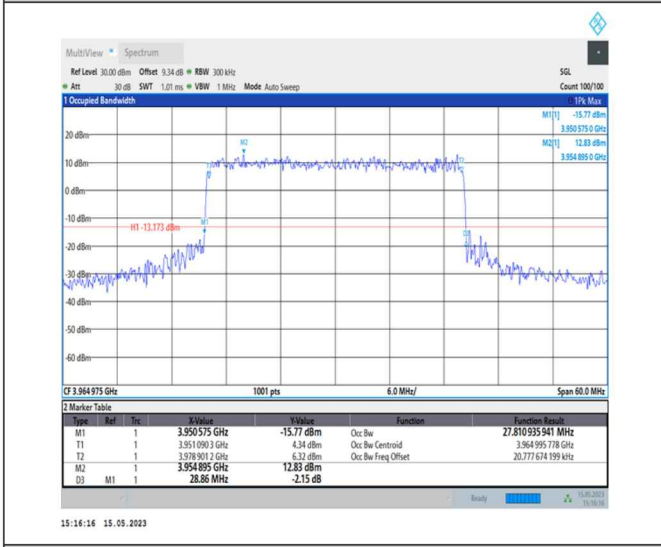 MultiView Spectrum
Ref Level 30.00 dBm Offset 9.34 dB RBW 300 kHz SGL
Att 30 dB SWT 1.01 ms VBW 1 MHz Mode Auto Sweep Count 100/100
1 Occupied Bandwidth 1Pk Max
M1[1] -15.77 dBm
3.950 575 0 GHz
M2[1] 12.83 dBm
3.954 895 0 GHz
20 dBm
M2
10 dBm
T1
T2
0 dBm
-10 dBm
M1
H1 -13.173 dBm
D3
-20 dBm
-30 dBm
-40 dBm
-50 dBm
-60 dBm
CF 3.964 975 GHz 1001 pts 6.0 MHz/ Span 60.0 MHz
2 Marker Table
Type Ref Trc X-Value Y-Value Function Function Result
M1 1 3.950 575 GHz -15.77 dBm Occ Bw 27.810 935 941 MHz
T1 1 3.951 090 3 GHz 4.34 dBm Occ Bw Centroid 3.964 995 778 GHz
T2 1 3.978 901 2 GHz 6.32 dBm Occ Bw Freq Offset 20.777 674 199 kHz
M2 1 3.954 895 GHz 12.83 dBm
D3 M1 1 28.86 MHz -2.15 dB
Ready 15.05.2023
15:16:16
15:16:16 15.05.2023